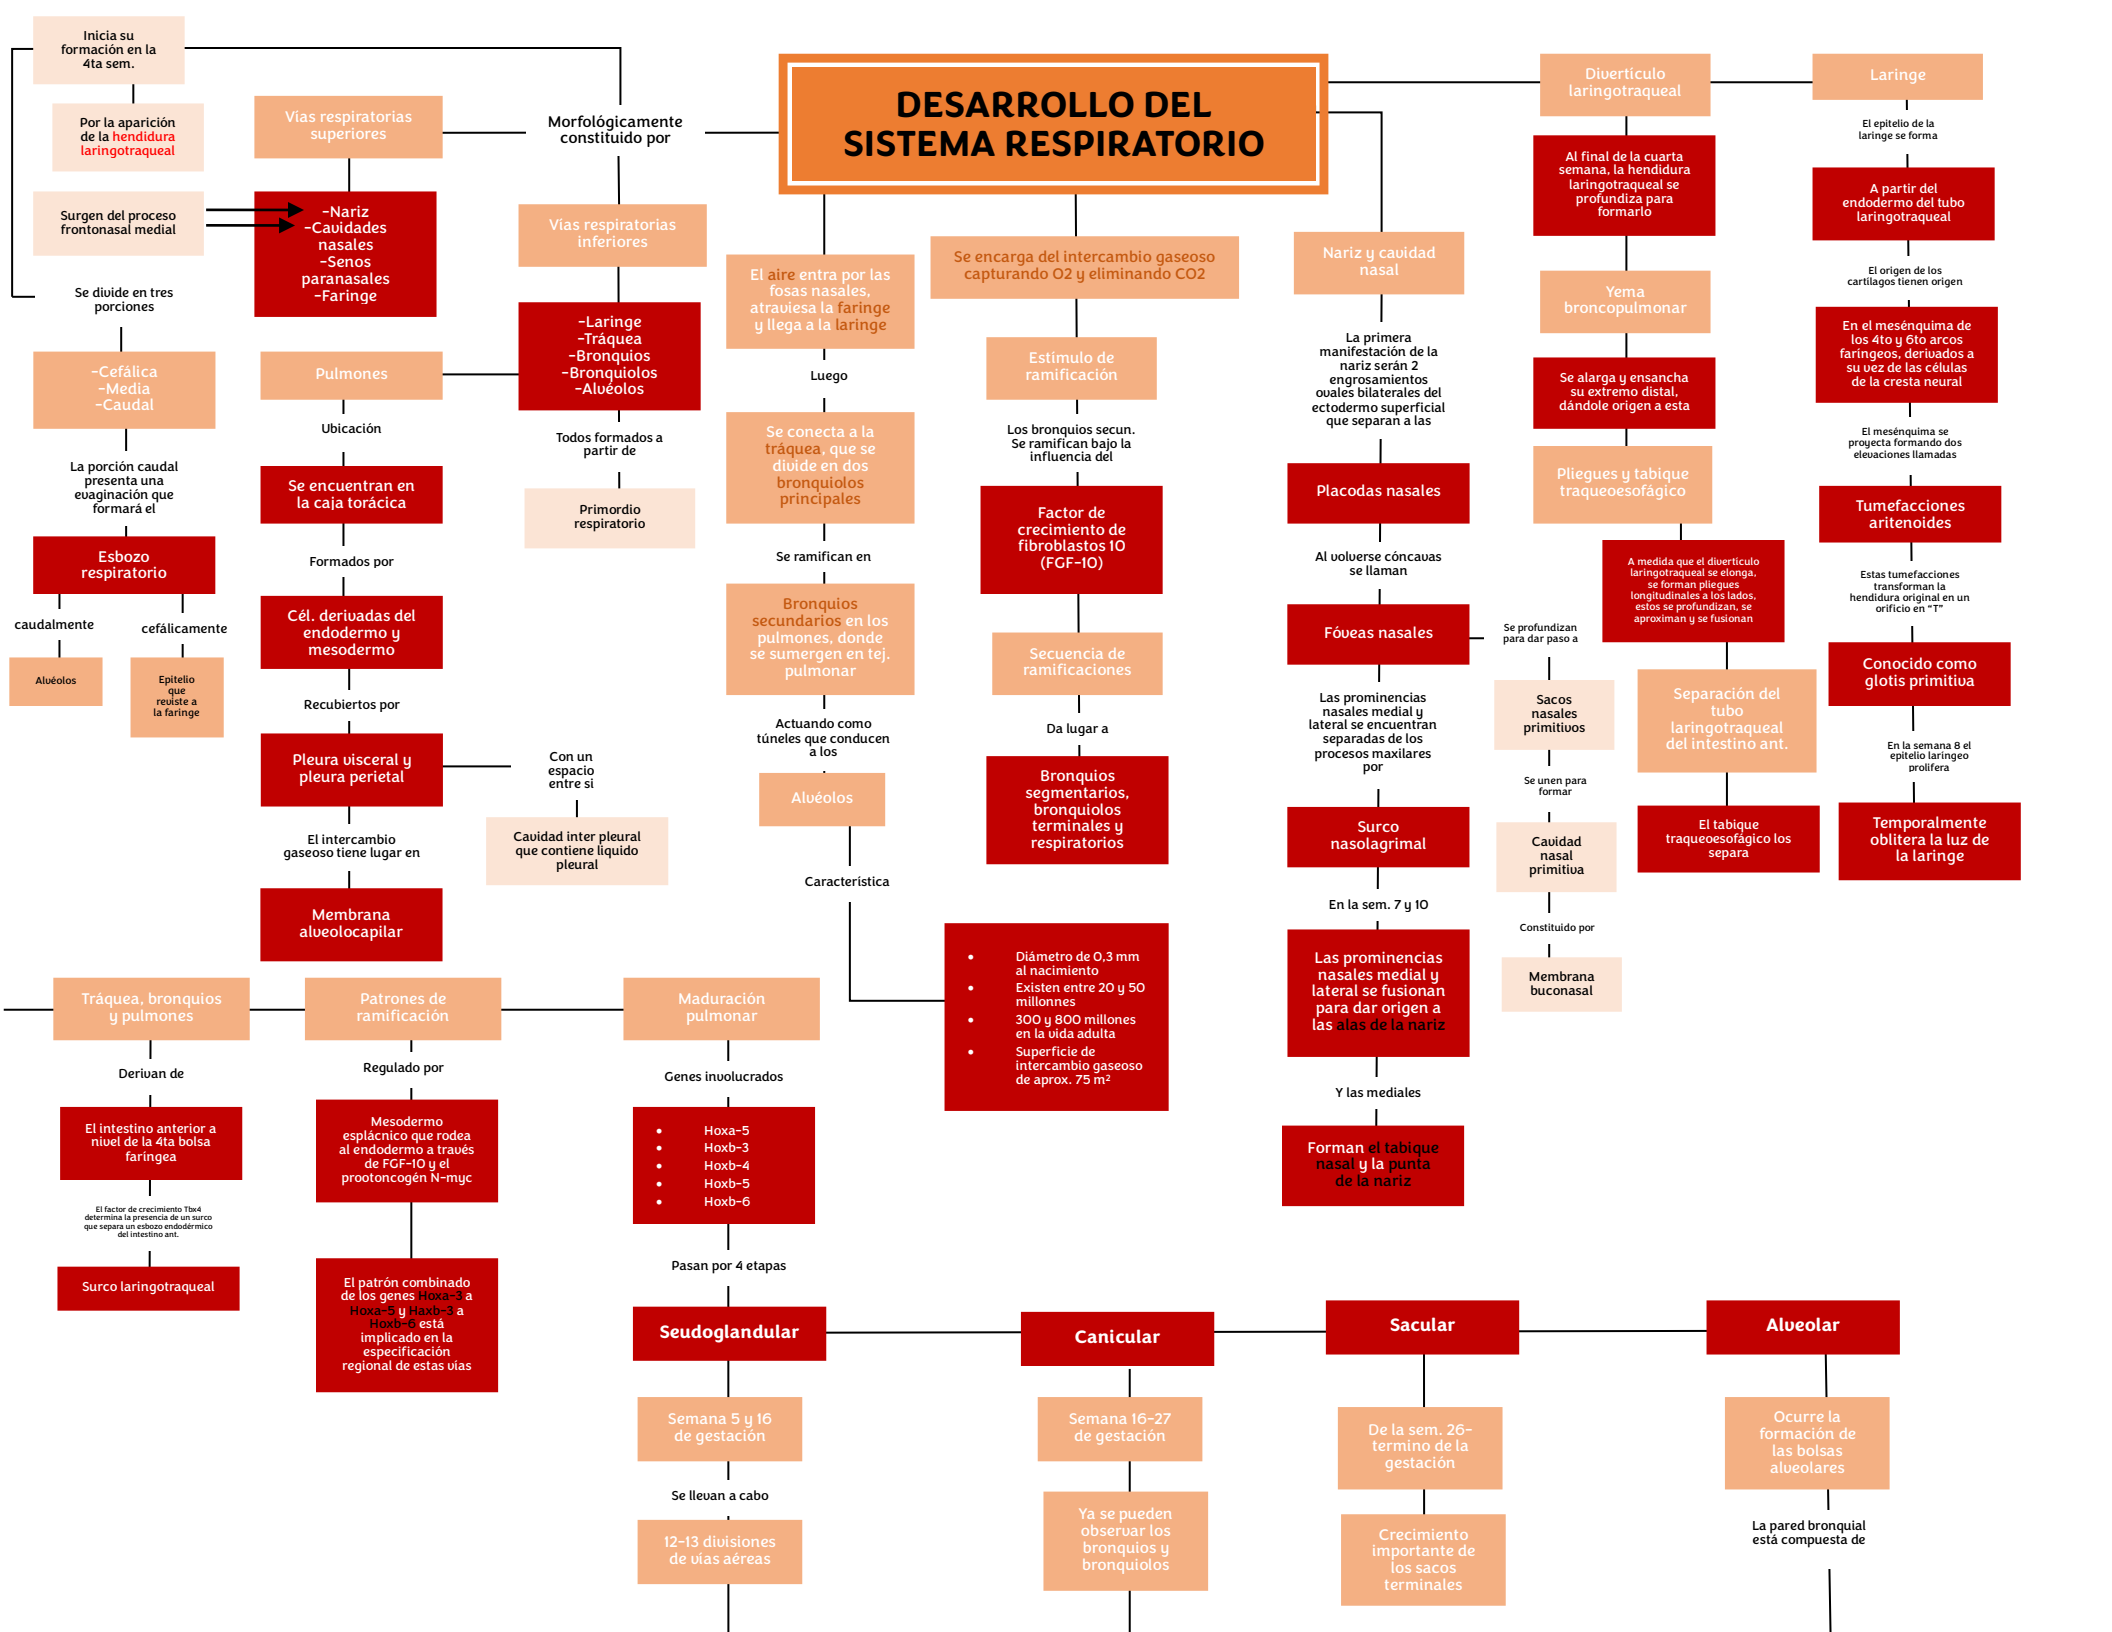 DESARROLLO DEL
SISTEMA RESPIRATORIO
Inicia su
formación en la
4ta sem.
Por la aparición
de la hendidura
laringotraqueal
Surgen del proceso
frontonasal medial
Se divide en tres
porciones
-Cefálica
-Media
-Caudal
La porción caudal
presenta una
evaginación que
formará el
Esbozo
respiratorio
caudalmente
cefálicamente
Alvéolos
Epitelio
que
reviste a
la faringe
Vías respiratorias
superiores
-Nariz
-Cavidades
nasales
-Senos
paranasales
-Faringe
Morfológicamente
constituido por
Vías respiratorias
inferiores
-Laringe
-Tráquea
-Bronquios
-Bronquiolos
-Alvéolos
Todos formados a
partir de
Primordio
respiratorio
Pulmones
Ubicación
Se encuentran en
la caja torácica
Formados por
Cél. derivadas del
endodermo y
mesodermo
Recubiertos por
Pleura visceral y
pleura perietal
Con un
espacio
entre si
Cavidad inter pleural
que contiene liquido
pleural
El intercambio
gaseoso tiene lugar en
Membrana
alveolocapilar
El aire entra por las
fosas nasales,
atraviesa la faringe
y llega a la laringe
Luego
Se conecta a la
tráquea, que se
divide en dos
bronquiolos
principales
Se ramifican en
Bronquios
secundarios en los
pulmones, donde
se sumergen en tej.
pulmonar
Actuando como
túneles que conducen
a los
Alvéolos
Característica
• Diámetro de 0,3 mm
al nacimiento
• Existen entre 20 y 50
millonnes
• 300 y 800 millones
en la vida adulta
• Superficie de
intercambio gaseoso
de aprox. 75 m²
Se encarga del intercambio gaseoso
capturando O2 y eliminando CO2
Estímulo de
ramificación
Los bronquios secun.
Se ramifican bajo la
influencia del
Factor de
crecimiento de
fibroblastos 10
(FGF-10)
Secuencia de
ramificaciones
Da lugar a
Bronquios
segmentarios,
bronquiolos
terminales y
respiratorios
Nariz y cavidad
nasal
La primera
manifestación de la
nariz serán 2
engrosamientos
ovales bilaterales del
ectodermo superficial
que separan a las
Placodas nasales
Al volverse cóncavas
se llaman
Fóveas nasales
Se profundizan
para dar paso a
Sacos
nasales
primitivos
Se unen para
formar
Cavidad
nasal
primitiva
Constituido por
Membrana
buconasal
Las prominencias
nasales medial y
lateral se encuentran
separadas de los
procesos maxilares
por
Surco
nasolagrimal
En la sem. 7 y 10
Las prominencias
nasales medial y
lateral se fusionan
para dar origen a
las alas de la nariz
Y las mediales
Forman el tabique
nasal y la punta
de la nariz
Divertículo
laringotraqueal
Al final de la cuarta
semana, la hendidura
laringotraqueal se
profundiza para
formarlo
Yema
broncopulmonar
Se alarga y ensancha
su extremo distal,
dándole origen a esta
Pliegues y tabique
traqueoesofágico
A medida que el divertículo
laringotraqueal se elonga,
se forman pliegues
longitudinales a los lados,
estos se profundizan, se
aproximan y se fusionan
Separación del
tubo
laringotraqueal
del intestino ant.
El tabique
traqueoesofágico los
separa
Laringe
El epitelio de la
laringe se forma
A partir del
endodermo del tubo
laringotraqueal
El origen de los
cartílagos tienen origen
En el mesénquima de
los 4to y 6to arcos
faríngeos, derivados a
su vez de las células
de la cresta neural
El mesénquima se
proyecta formando dos
elevaciones llamadas
Tumefacciones
aritenoides
Estas tumefacciones
transforman la
hendidura original en un
orificio en "T"
Conocido como
glotis primitiva
En la semana 8 el
epitelio laríngeo
prolifera
Temporalmente
oblitera la luz de
la laringe
Tráquea, bronquios
y pulmones
Derivan de
El intestino anterior a
nivel de la 4ta bolsa
faríngea
El factor de crecimiento Tbx4
determina la presencia de un surco
que separa un esbozo endodérmico
del intestino ant.
Surco laringotraqueal
Patrones de
ramificación
Regulado por
Mesodermo
esplácnico que rodea
al endodermo a través
de FGF-10 y el
prootoncogén N-myc
El patrón combinado
de los genes Hoxa-3 a
Hoxa-5 y Haxb-3 a
Hoxb-6 está
implicado en la
especificación
regional de estas vías
Maduración
pulmonar
Genes involucrados
• Hoxa-5
• Hoxb-3
• Hoxb-4
• Hoxb-5
• Hoxb-6
Pasan por 4 etapas
Seudoglandular
Semana 5 y 16
de gestación
Se llevan a cabo
12-13 divisiones
de vias aéreas
Canicular
Semana 16-27
de gestación
Ya se pueden
observar los
bronquios y
bronquiolos
Sacular
De la sem. 26-
termino de la
gestación
Crecimiento
importante de
los sacos
terminales
Alveolar
Ocurre la
formación de
las bolsas
alveolares
La pared bronquial
está compuesta de